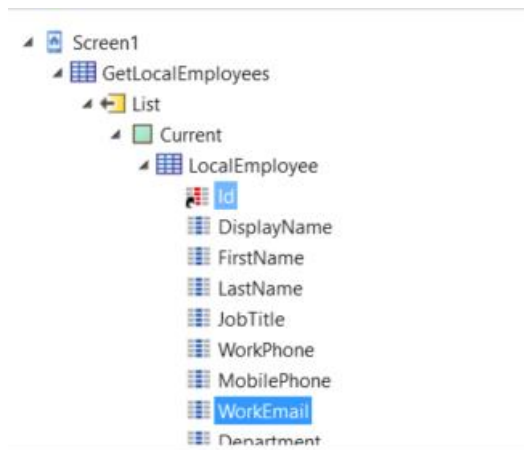 Screen1
GetLocalEmployees
List
Current
LocalEmployee
Id
DisplayName
FirstName
LastName
JobTitle
WorkPhone
MobilePhone
WorkEmail
Department